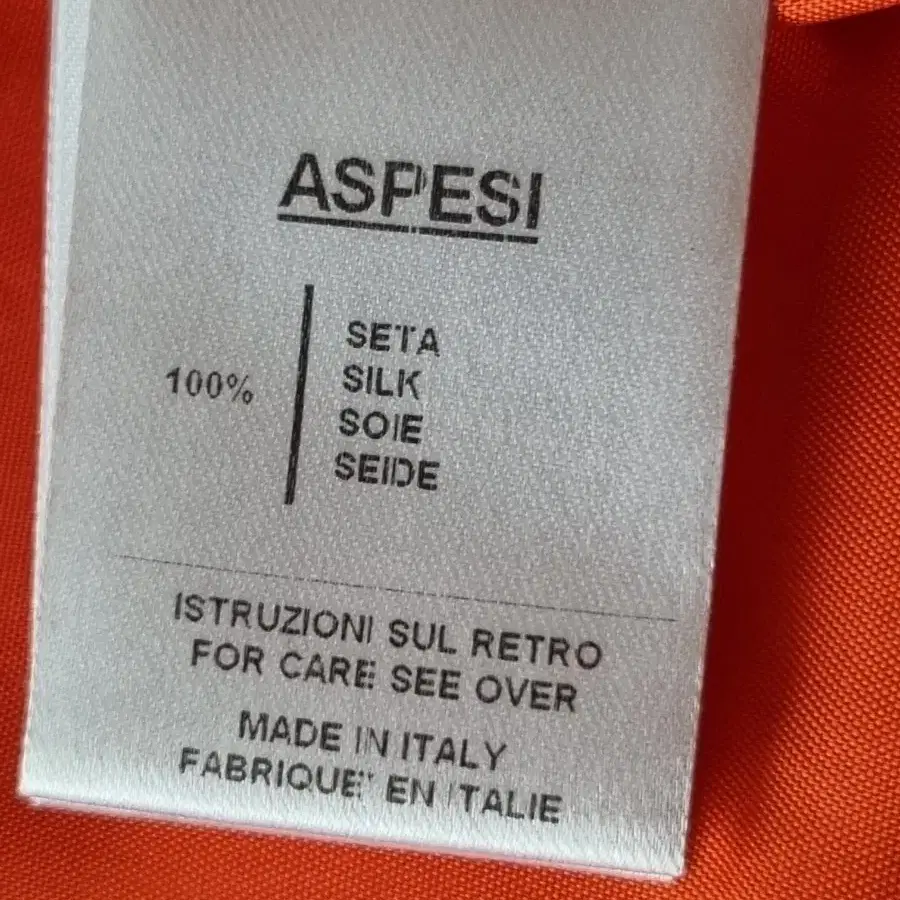 ASPESI
100%
SETA
SILK
SOIE
SEIDE
ISTRUZIONI SUL RETRO
FOR CARE SEE OVER
MADE IN ITALY
FABRIQUE' EN ITALIE